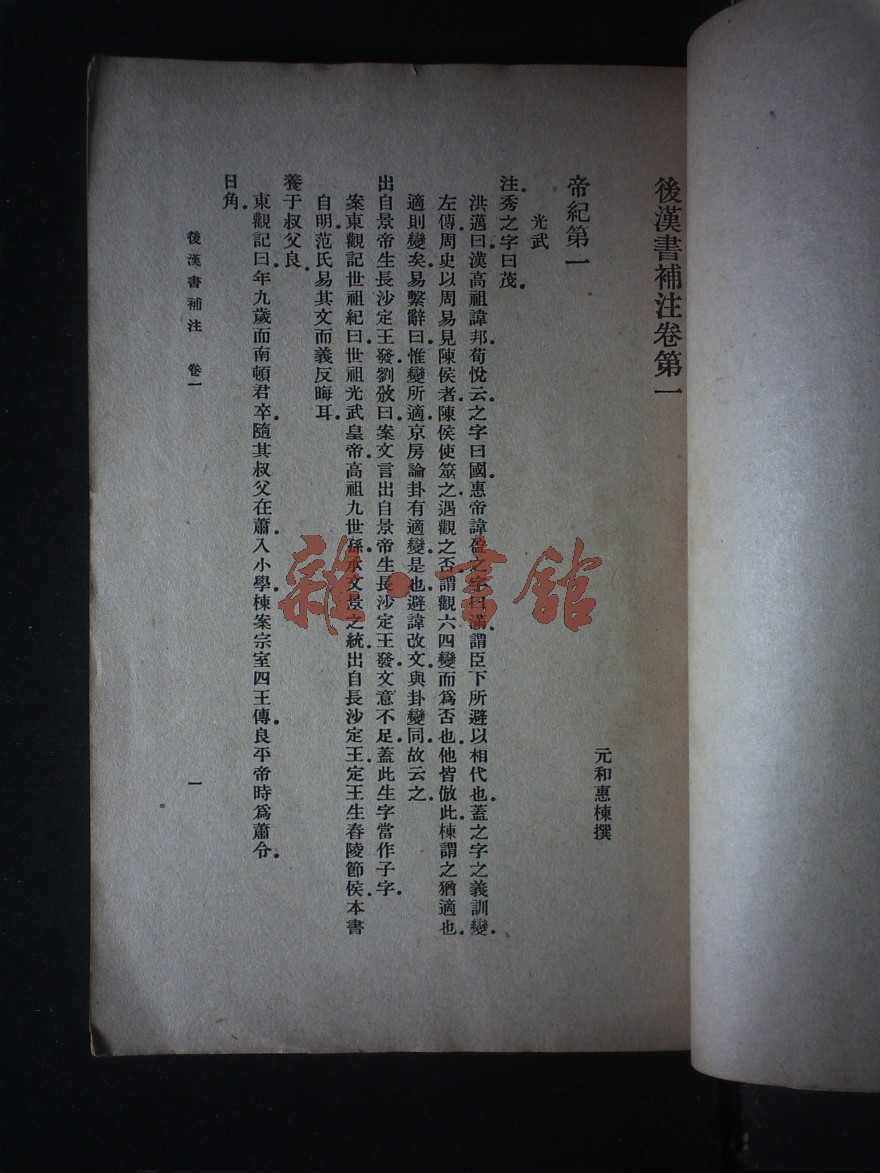 後漢書補注卷第一
元和惠棟撰
帝紀第一
光武
注秀之字曰茂。
洪邁曰漢高祖諱邦荀悅云之字曰國惠帝諱盈之字曰滿謂臣下所避以相代也蓋之字之義訓變。
左傳周史以周易見陳侯者陳侯使筮之遇觀之否謂觀六四變而爲否也他皆倣此棟謂之猶適也。
適則變矣易繫辭曰惟變所適京房論卦有適變是也避諱改文與卦變同故云之。
出自景帝生長沙定王發劉攽曰案文言出自景帝生長沙定王發文意不足蓋此生字當作子字。
案東觀記世祖紀曰世祖光武皇帝高祖九世孫承文景之統出自長沙定王定王生舂陵節侯本書
自明范氏易其文而義反晦耳。
養于叔父良。
東觀記曰年九歲而南頓君卒隨其叔父在蕭入小學棟案宗室四王傳良平帝時爲蕭令。
日角。
後漢書補注 卷一
一
雜·書館